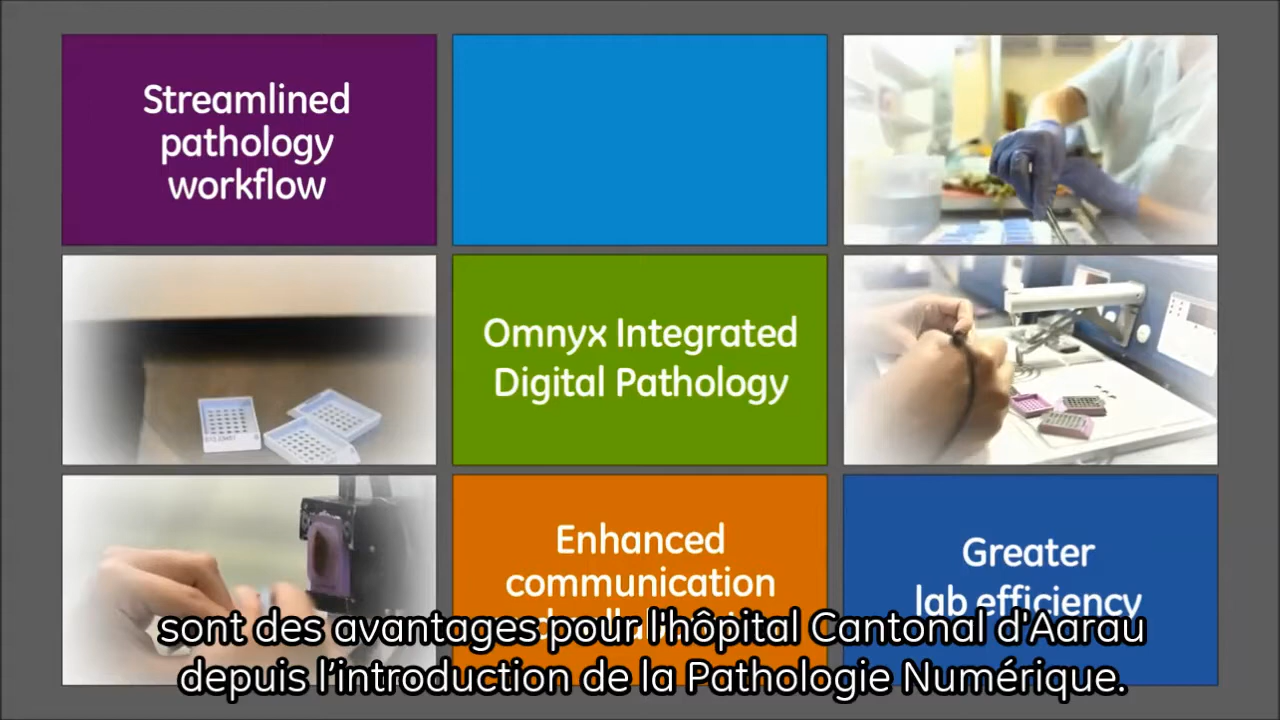 Streamlined
pathology
workflow
Omnyx Integrated
Digital Pathology
Enhanced
communication
Greater
lab efficiency
sont des avantages pour l'hôpital Cantonal d'Aarau
depuis l’introduction de la Pathologie Numérique.